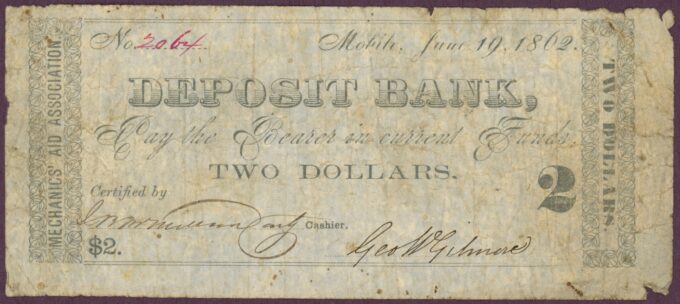 No. 2064. Mobile, June 19, 1862.
MECHANICS' AID ASSOCIATION
DEPOSIT BANK,
Pay the Bearer in current Funds
TWO DOLLARS.
TWO DOLLARS.
2
Certified by
Cashier.
$2.
Geo W Gilmore